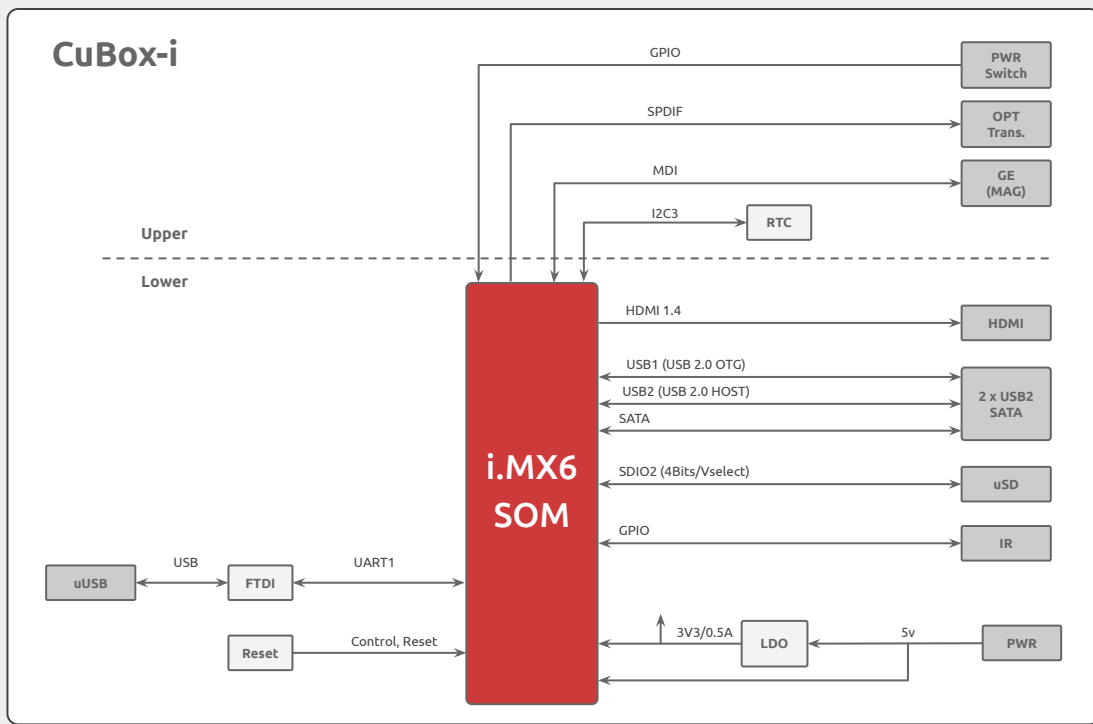 CuBox-i
GPIO
PWR
Switch
SPDIF
OPT
Trans.
MDI
GE
(MAG)
I2C3
RTC
Upper
Lower
HDMI 1.4
HDMI
USB1 (USB 2.0 OTG)
USB2 (USB 2.0 HOST)
SATA
2 x USB2
SATA
i.MX6
SOM
SDIO2 (4Bits/Vselect)
uSD
GPIO
IR
uUSB
USB
FTDI
UART1
Reset
Control, Reset
3V3/0.5A
LDO
5v
PWR